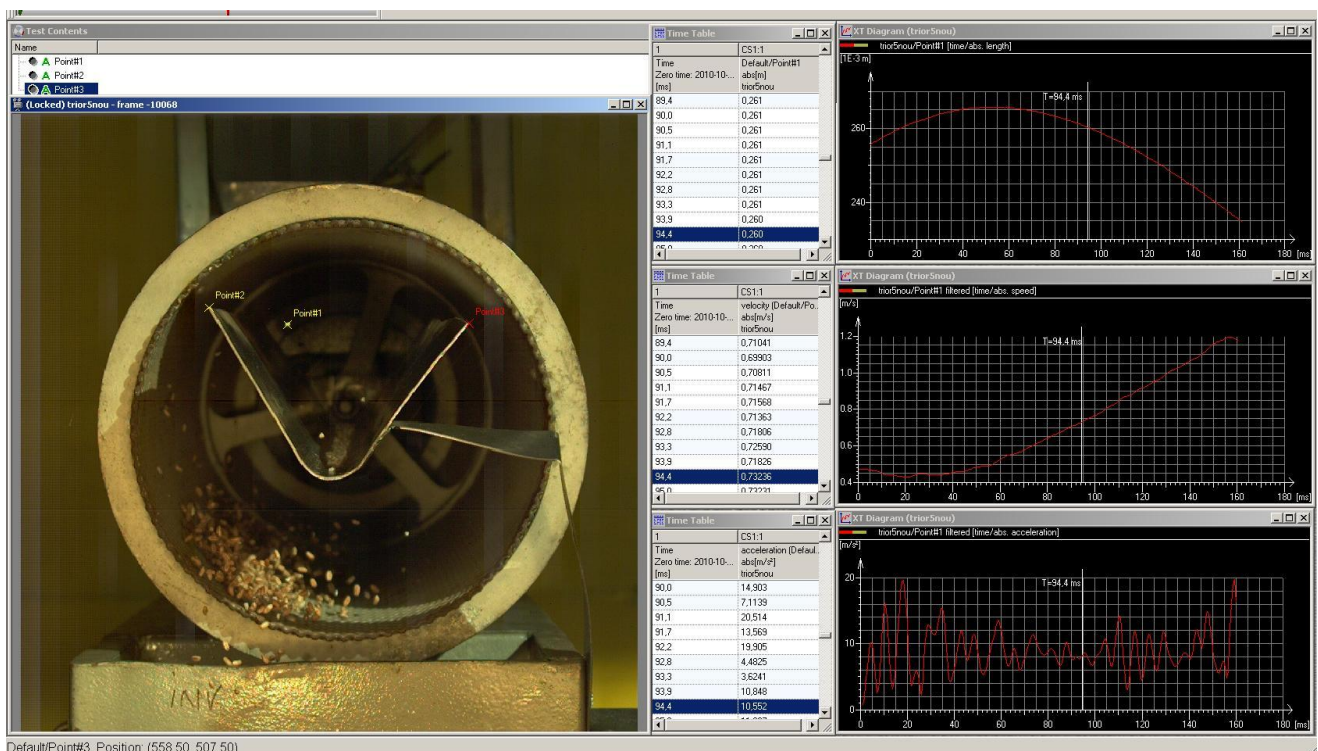 Test Contents
Name
A Point#1
A Point#2
A Point#3
(Locked) trior5nou - frame -10068
Point#2
Point#1
Point#3
INIV
Default/Point#3 Position: (558.50, 507.50)
Time Table
1 CS1:1
Time Default/Point#1
Zero time: 2010-10-... abs[m]
[ms] trior5nou
89,4 0,261
90,0 0,261
90,5 0,261
91,1 0,261
91,7 0,261
92,2 0,261
92,8 0,261
93,3 0,261
93,9 0,260
94,4 0,260
95,0 0,260
Time Table
1 CS1:1
Time velocity (Default/Po...
Zero time: 2010-10-... abs[m/s]
[ms] trior5nou
89,4 0,71041
90,0 0,69903
90,5 0,70811
91,1 0,71467
91,7 0,71568
92,2 0,71363
92,8 0,71806
93,3 0,72590
93,9 0,71826
94,4 0,73236
95,0 0,73231
Time Table
1 CS1:1
Time acceleration (Defaul...
Zero time: 2010-10-... abs[m/s²]
[ms] trior5nou
90,0 14,903
90,5 7,1139
91,1 20,514
91,7 13,569
92,2 19,905
92,8 4,4825
93,3 3,6241
93,9 10,848
94,4 10,552
XT Diagram (trior5nou)
trior5nou/Point#1 [time/abs. length]
[1E-3 m]
T=94,4 ms
260
240
0 20 40 60 80 100 120 140 160 180 [ms]
XT Diagram (trior5nou)
trior5nou/Point#1 filtered [time/abs. speed]
[m/s]
T=94,4 ms
1.2
1.0
0.8
0.6
0.4
0 20 40 60 80 100 120 140 160 180 [ms]
XT Diagram (trior5nou)
trior5nou/Point#1 filtered [time/abs. acceleration]
[m/s²]
T=94,4 ms
20
10
0
0 20 40 60 80 100 120 140 160 180 [ms]